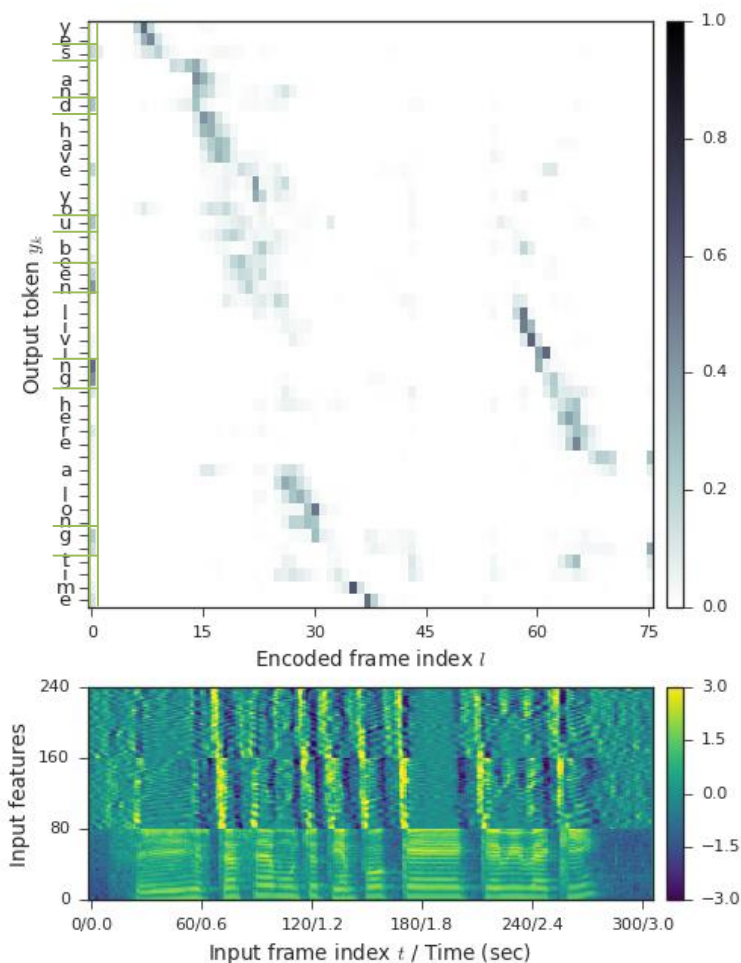 y
e
s
a
n
d
h
a
v
e
y
o
u
b
e
e
n
l
i
v
i
n
g
h
e
r
e
a
l
o
n
g
t
i
m
e
Output token yₖ
0 15 30 45 60 75
Encoded frame index l
1.0
0.8
0.6
0.4
0.2
0.0
240
160
80
0
Input features
0/0.0 60/0.6 120/1.2 180/1.8 240/2.4 300/3.0
Input frame index t / Time (sec)
3.0
1.5
0.0
−1.5
−3.0